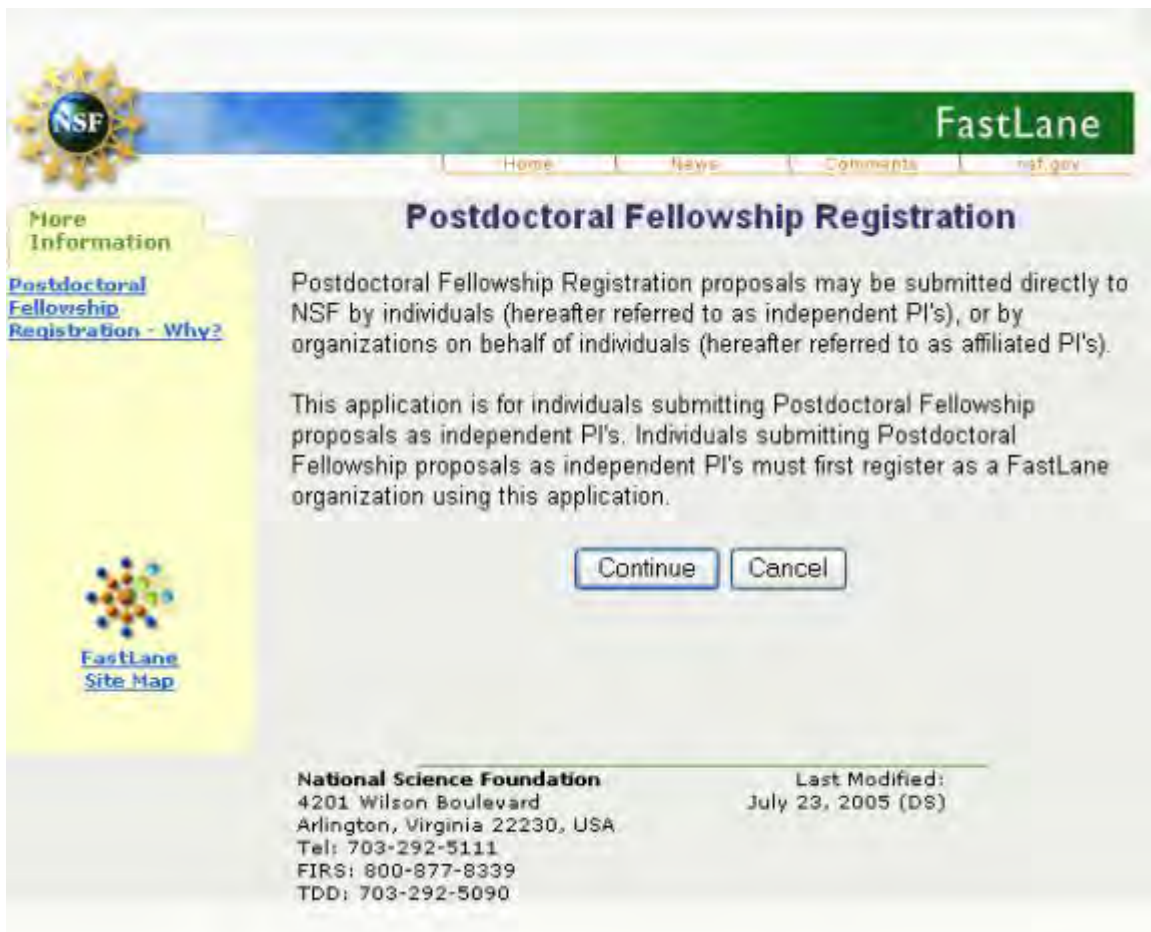 NSF
FastLane
Home News Comments nsf.gov
More
Information
Postdoctoral
Fellowship
Registration - Why?
Postdoctoral Fellowship Registration
Postdoctoral Fellowship Registration proposals may be submitted directly to
NSF by individuals (hereafter referred to as independent PI's), or by
organizations on behalf of individuals (hereafter referred to as affiliated PI's).
This application is for individuals submitting Postdoctoral Fellowship
proposals as independent PI's. Individuals submitting Postdoctoral
Fellowship proposals as independent PI's must first register as a FastLane
organization using this application.
Continue Cancel
FastLane
Site Map
National Science Foundation
4201 Wilson Boulevard
Arlington, Virginia 22230, USA
Tel: 703-292-5111
FIRS: 800-877-8339
TDD: 703-292-5090
Last Modified:
July 23, 2005 (DS)